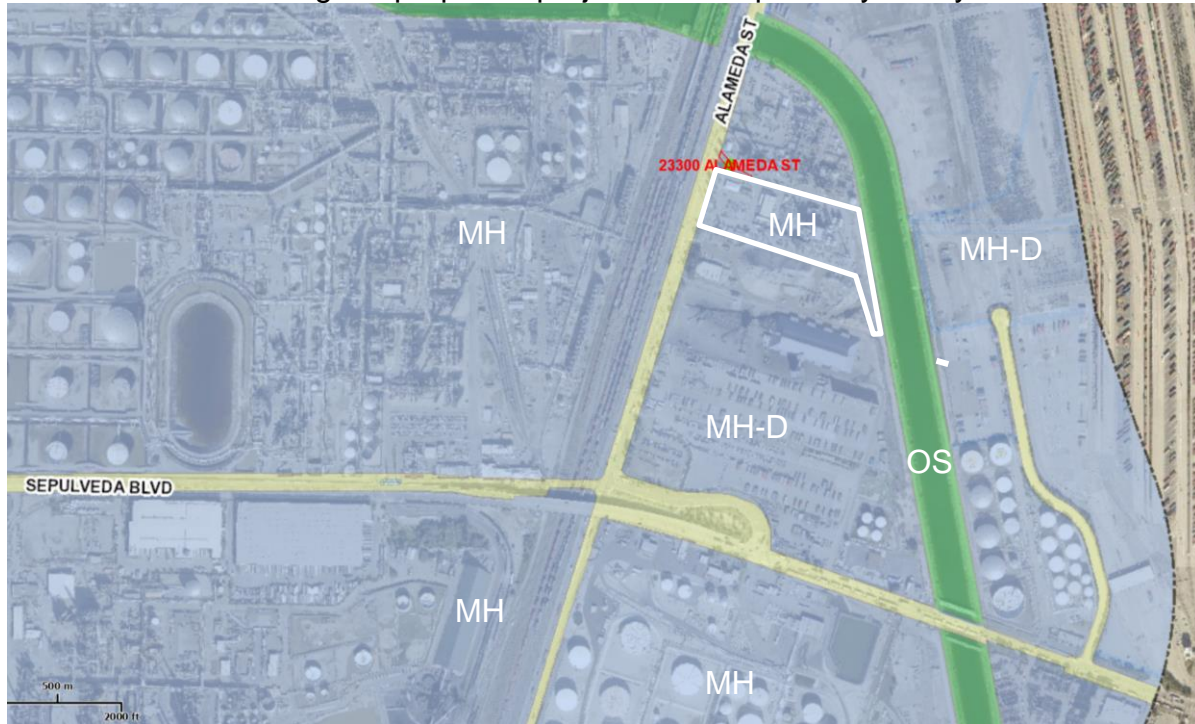 ALAMEDA ST
23300 ALAMEDA ST
MH
MH
MH-D
MH-D
OS
SEPULVEDA BLVD
MH
MH
500 m
2000 ft